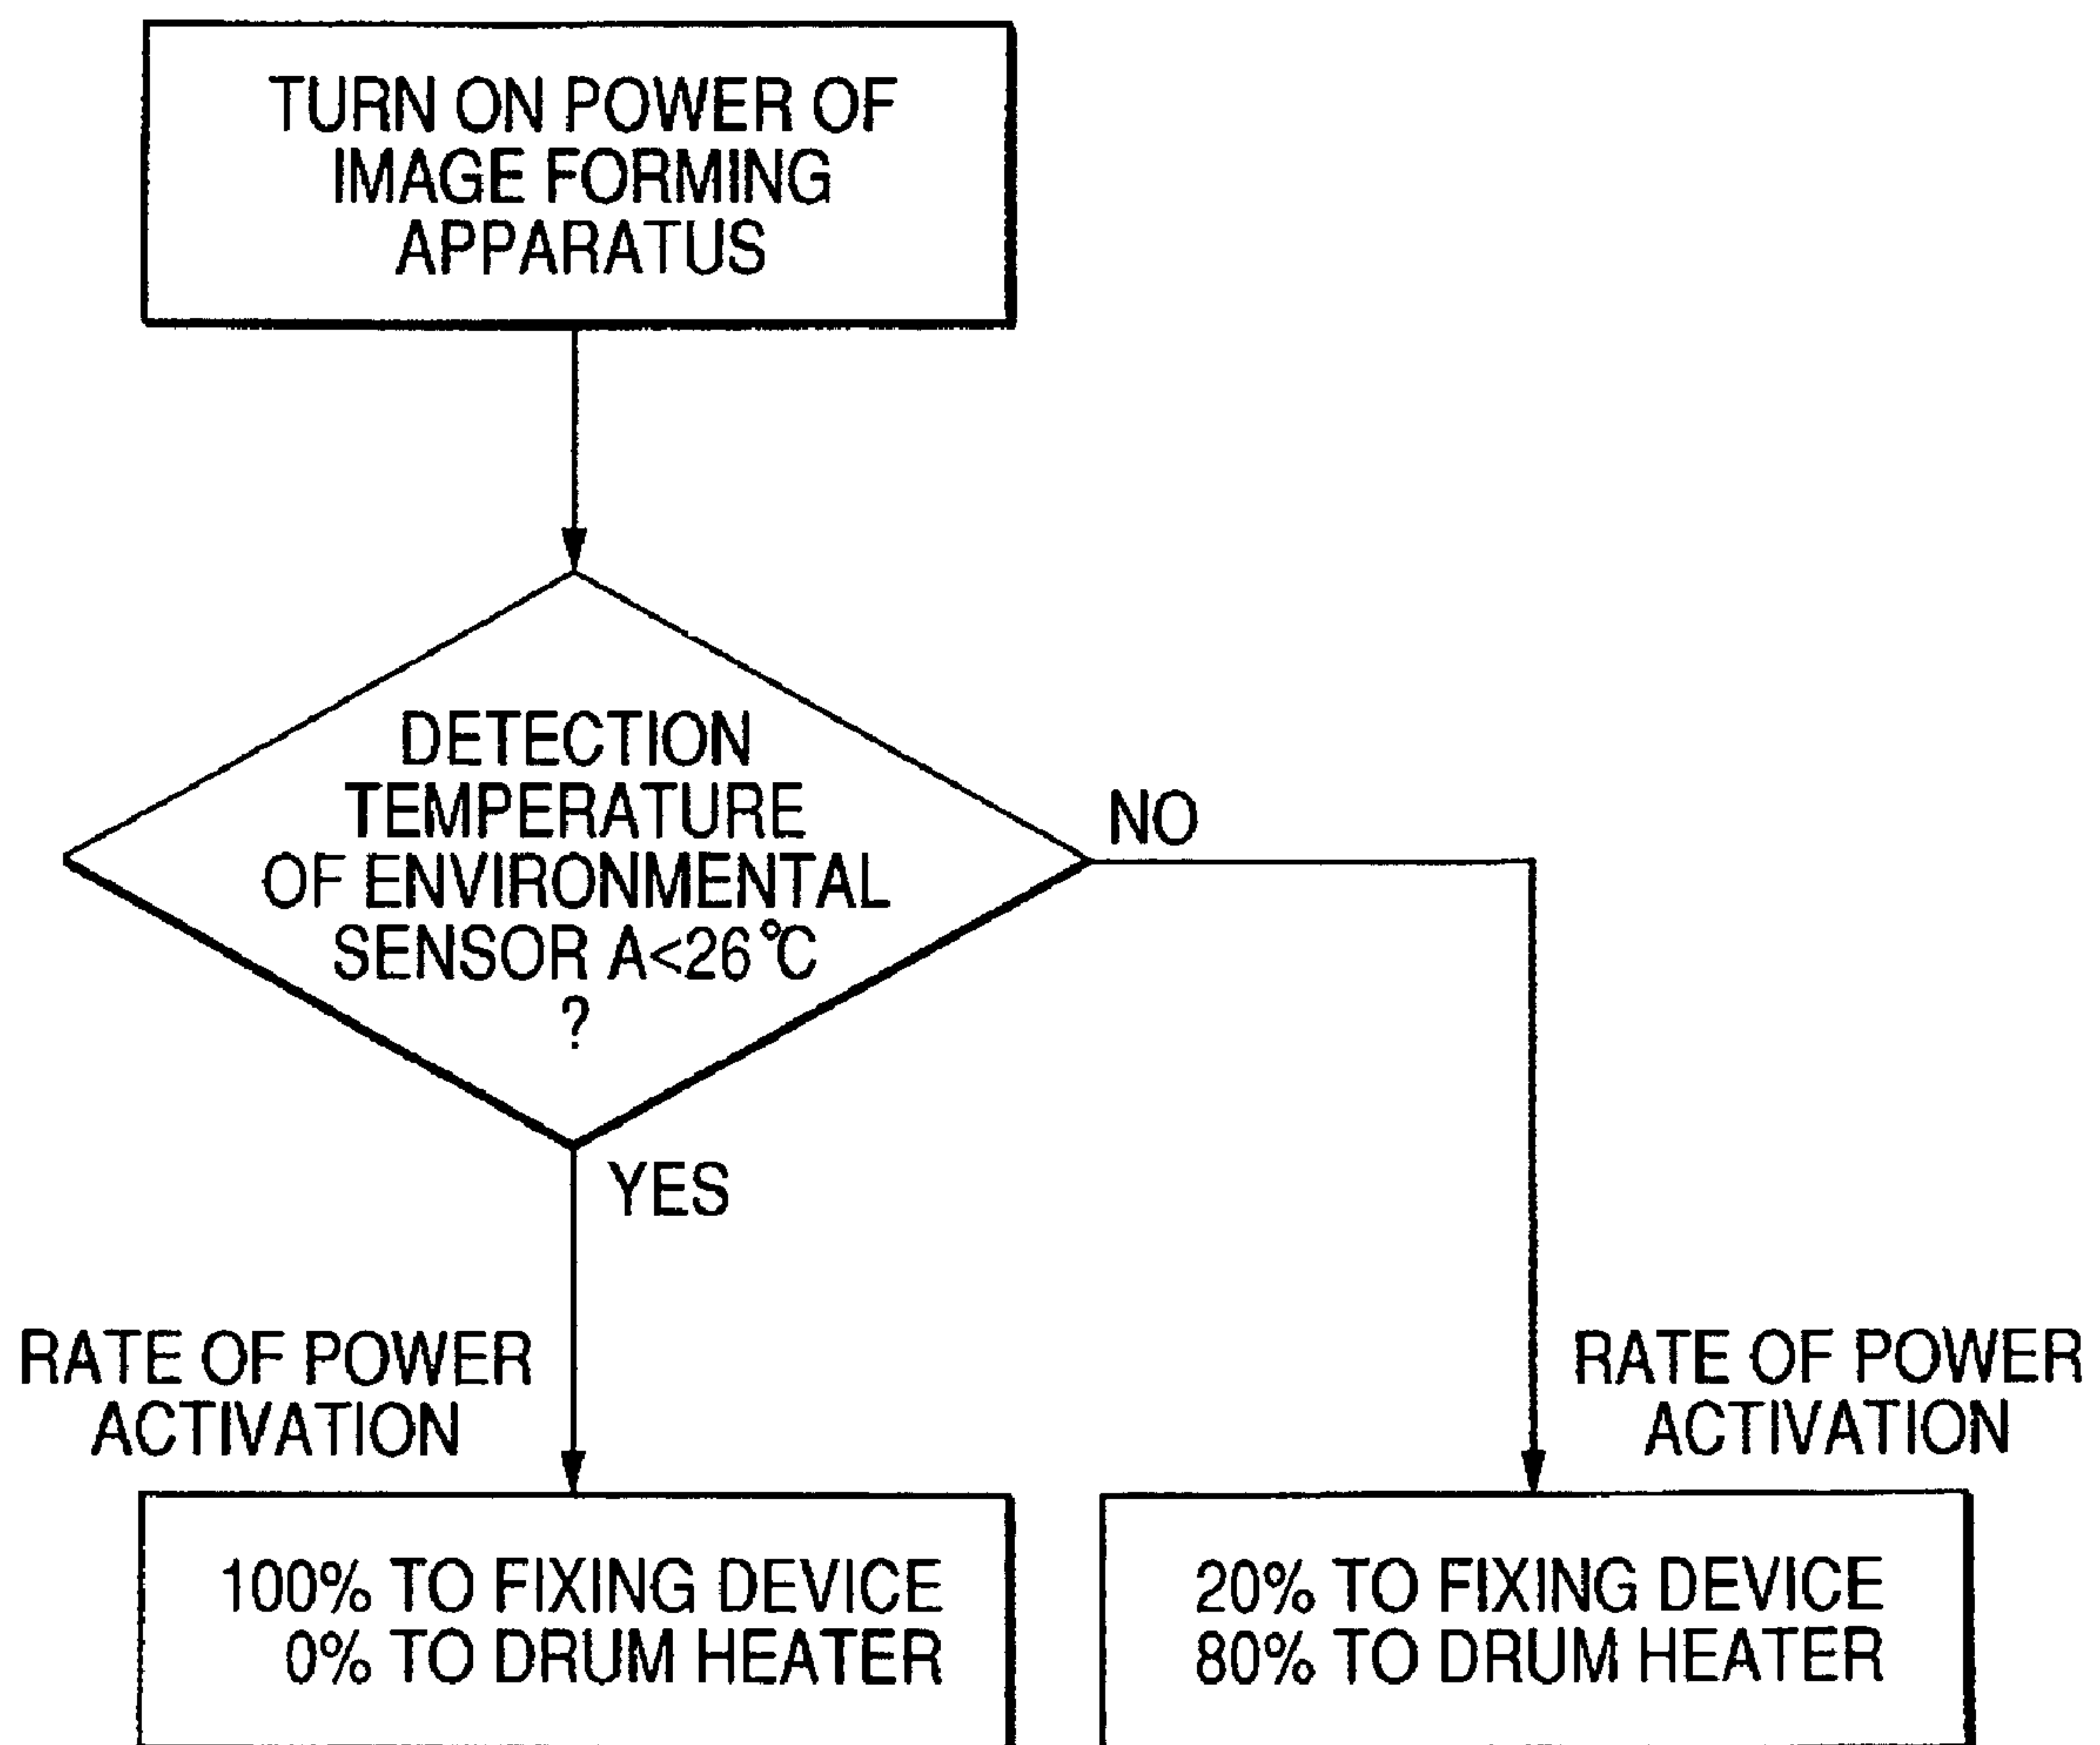 TURN ON POWER OF
IMAGE FORMING
APPARATUS
DETECTION
TEMPERATURE
OF ENVIRONMENTAL
SENSOR A<26°C
?
NO
YES
RATE OF POWER
ACTIVATION
RATE OF POWER
ACTIVATION
100% TO FIXING DEVICE
0% TO DRUM HEATER
20% TO FIXING DEVICE
80% TO DRUM HEATER